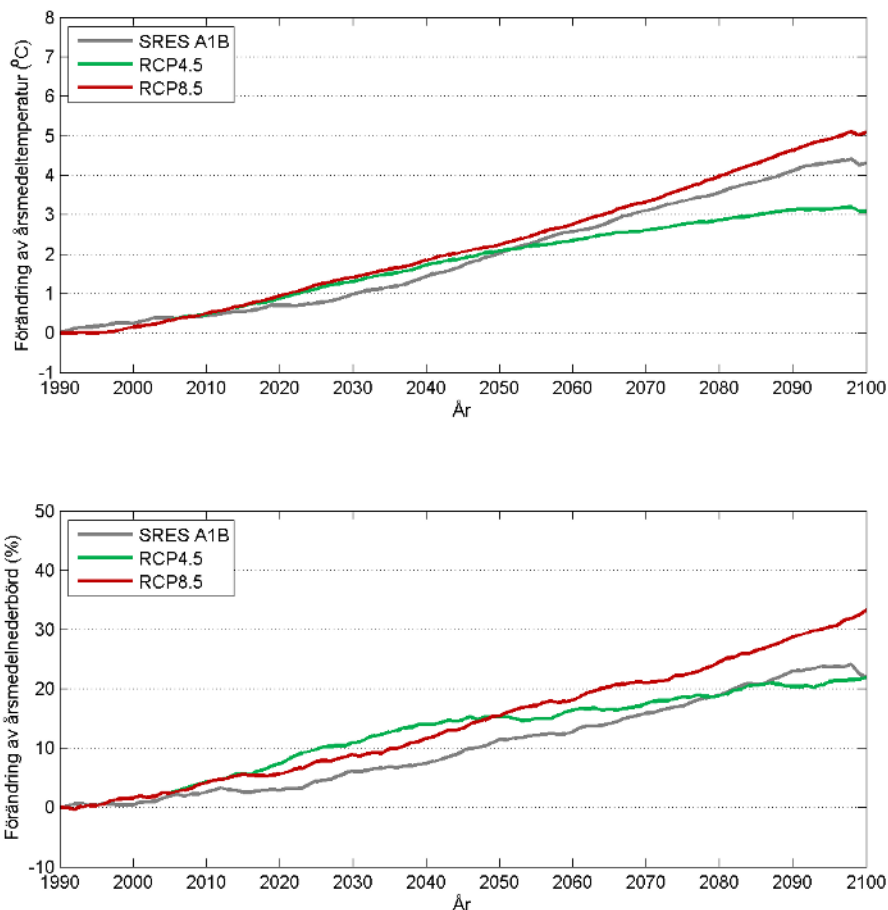 8
7
6
5
4
3
2
1
0
-1
Förändring av årsmedeltemperatur (⁰C)
SRES A1B
RCP4.5
RCP8.5
1990 2000 2010 2020 2030 2040 2050 2060 2070 2080 2090 2100
År
50
40
30
20
10
0
-10
Förändring av årsmedelnederbörd (%)
SRES A1B
RCP4.5
RCP8.5
1990 2000 2010 2020 2030 2040 2050 2060 2070 2080 2090 2100
År